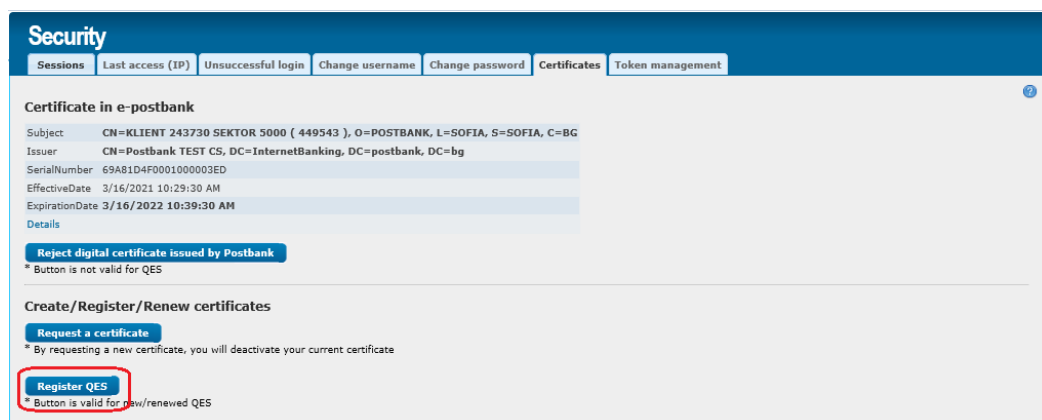 Security
Sessions Last access (IP) Unsuccessful login Change username Change password Certificates Token management
?
Certificate in e-postbank
Subject CN=KLIENT 243730 SEKTOR 5000 ( 449543 ), O=POSTBANK, L=SOFIA, S=SOFIA, C=BG
Issuer CN=Postbank TEST CS, DC=InternetBanking, DC=postbank, DC=bg
SerialNumber 69A81D4F0001000003ED
EffectiveDate 3/16/2021 10:29:30 AM
ExpirationDate 3/16/2022 10:39:30 AM
Details
Reject digital certificate issued by Postbank
* Button is not valid for QES
Create/Register/Renew certificates
Request a certificate
* By requesting a new certificate, you will deactivate your current certificate
Register QES
* Button is valid for new/renewed QES